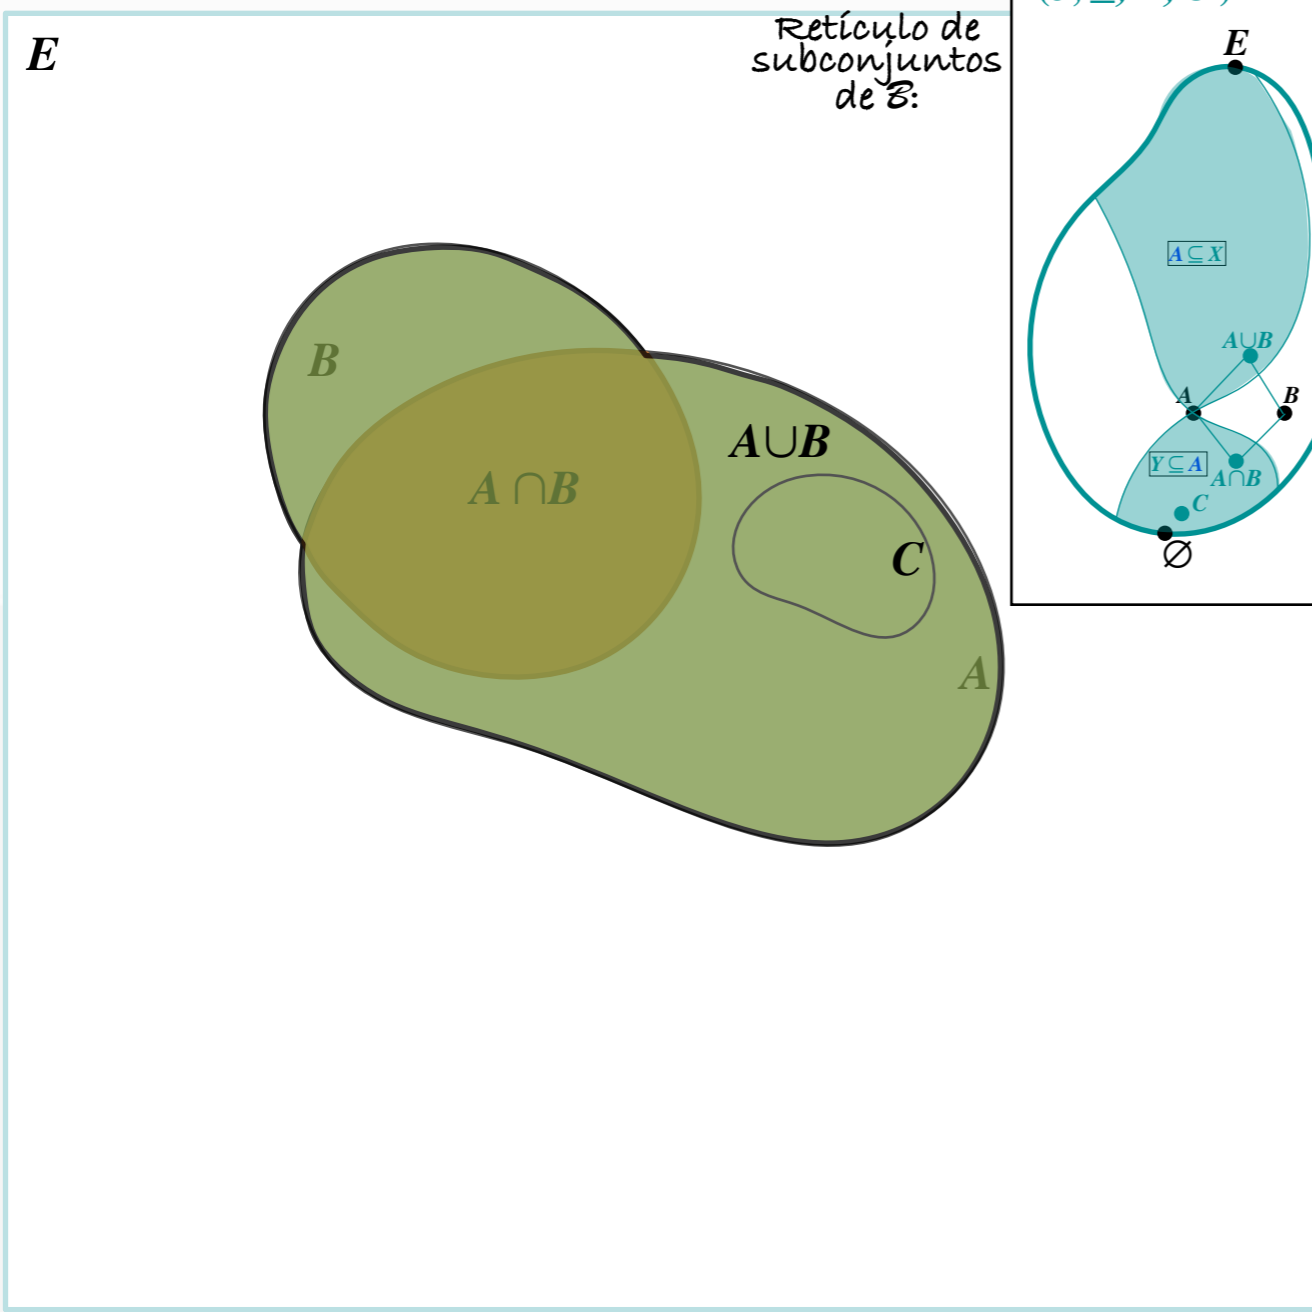 E
Retículo de
subconjuntos
de B:
E
A ⊆ X
A∪B
A
B
Y ⊆ A
A∩B
C
∅
B
A∪B
A ∩B
C
A